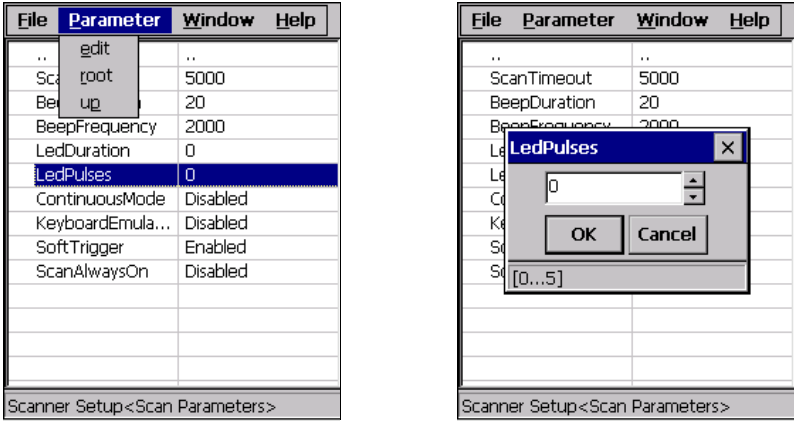 File Parameter Window Help
edit
root
up
.. ..
Sca 5000
Bee n 20
BeepFrequency 2000
LedDuration 0
LedPulses 0
ContinuousMode Disabled
KeyboardEmula... Disabled
SoftTrigger Enabled
ScanAlwaysOn Disabled
Scanner Setup<Scan Parameters>
File Parameter Window Help
.. ..
ScanTimeout 5000
BeepDuration 20
BeepFrequency 2000
LedPulses
0
OK Cancel
[0...5]
Scanner Setup<Scan Parameters>